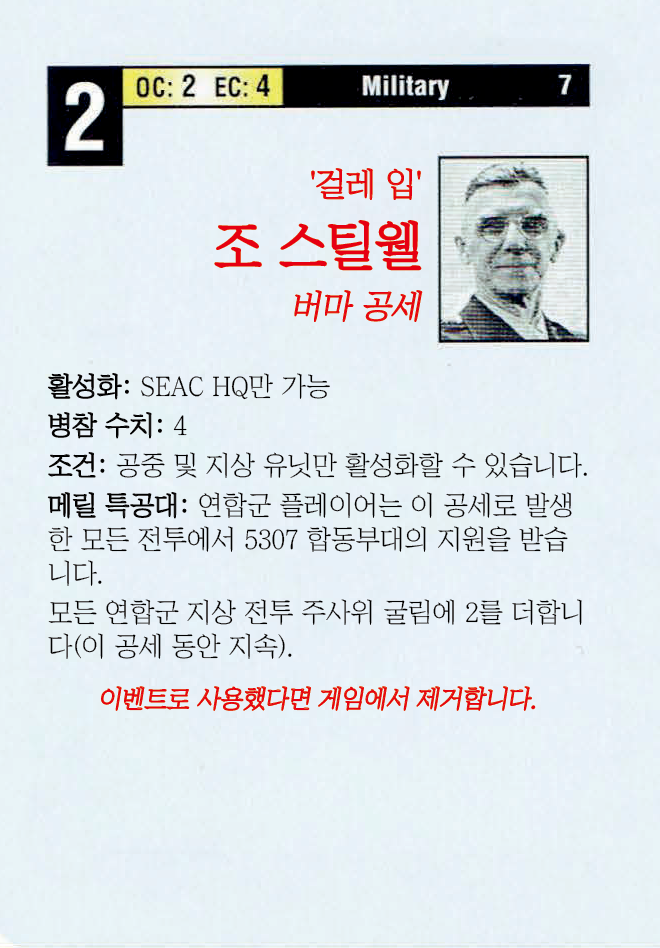 2 OC: 2 EC: 4 Military 7
'걸레 입'
조 스틸웰
버마 공세
활성화: SEAC HQ만 가능
병참 수치: 4
조건: 공중 및 지상 유닛만 활성화할 수 있습니다.
메릴 특공대: 연합군 플레이어는 이 공세로 발생
한 모든 전투에서 5307 합동부대의 지원을 받습
니다.
모든 연합군 지상 전투 주사위 굴림에 2를 더합니
다(이 공세 동안 지속).
이벤트로 사용했다면 게임에서 제거합니다.